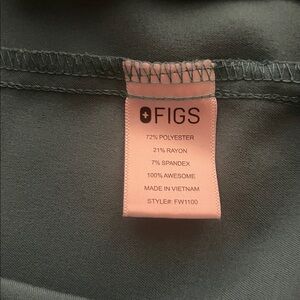 FIGS
72% POLYESTER
21% RAYON
7% SPANDEX
100% AWESOME
MADE IN VIETNAM
STYLE#: FW1100